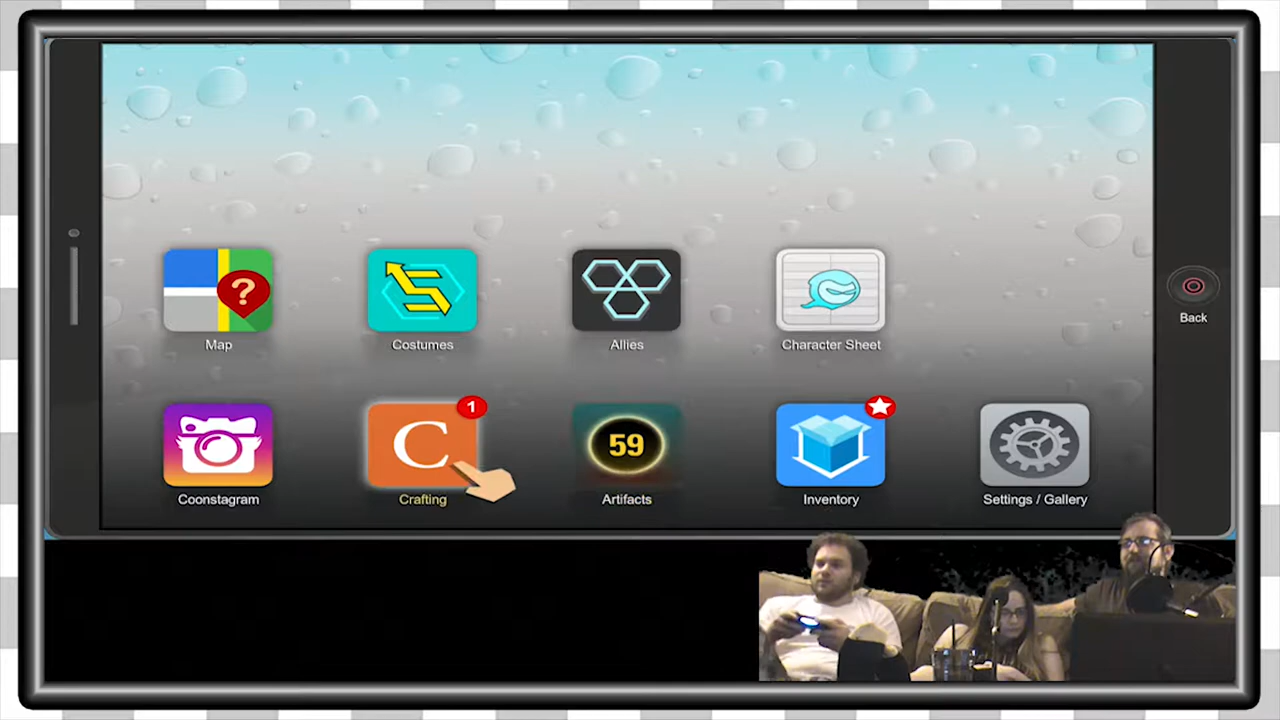 ?
Map
Costumes
Allies
Character Sheet
Back
1
C
59
Coonstagram
Crafting
Artifacts
Inventory
Settings / Gallery